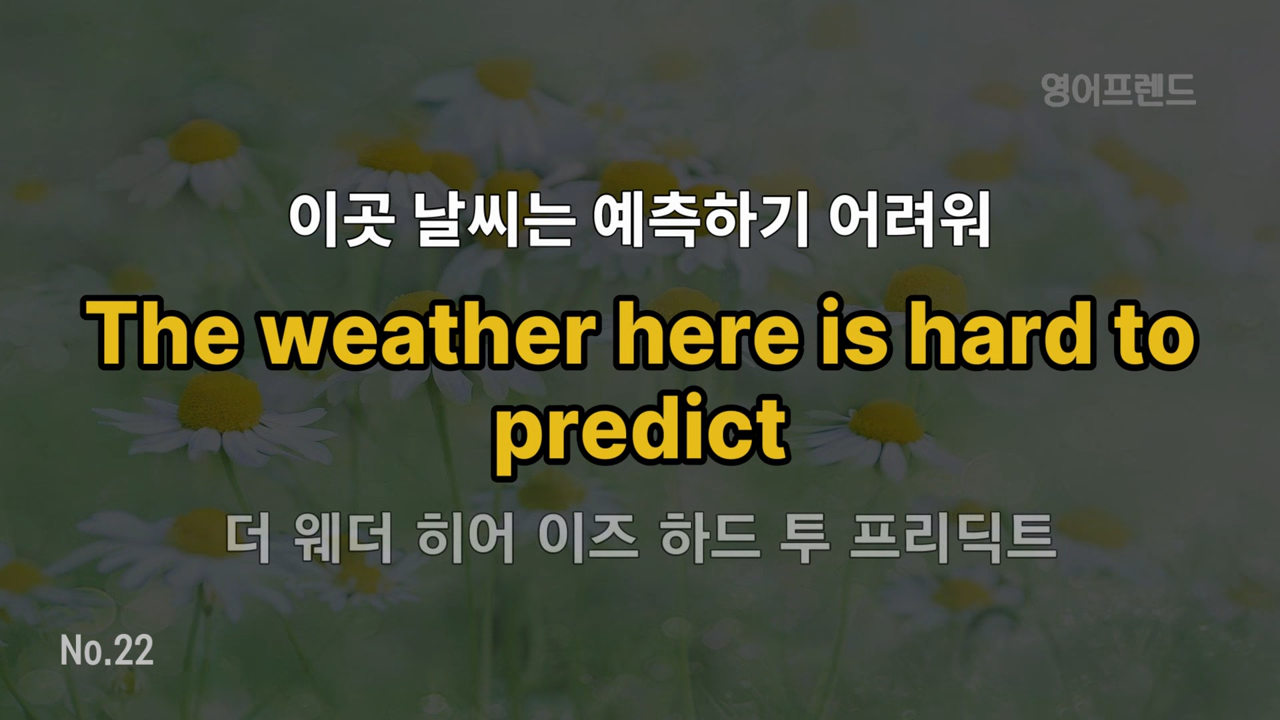 영어프렌드
이곳 날씨는 예측하기 어려워
The weather here is hard to
predict
더 웨더 히어 이즈 하드 투 프리딕트
No.22